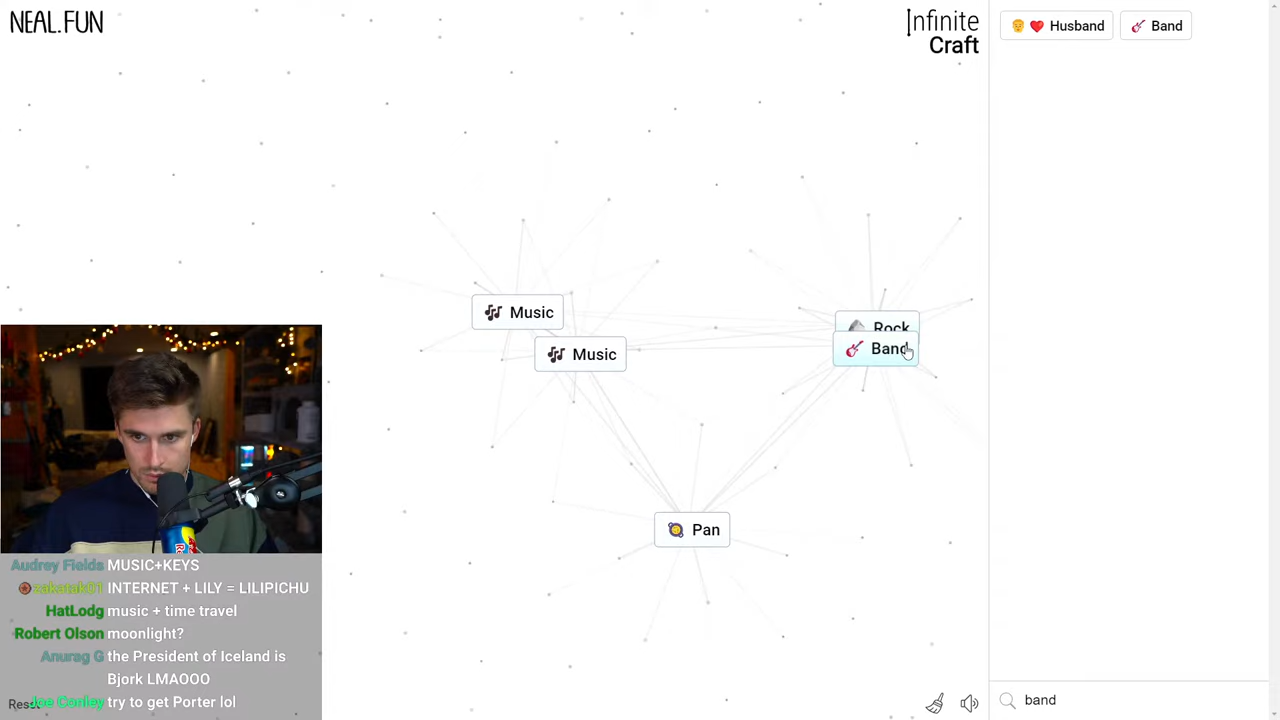 NEAL.FUN
Infinite
Craft
Husband
Band
Music
Music
Rock
Band
Pan
Audrey Fields MUSIC+KEYS
zakatak01 INTERNET + LILY = LILIPICHU
HatLodg music + time travel
Robert Olson moonlight?
Anurag G the President of Iceland is
Bjork LMAOOO
Joe Conley try to get Porter lol
band